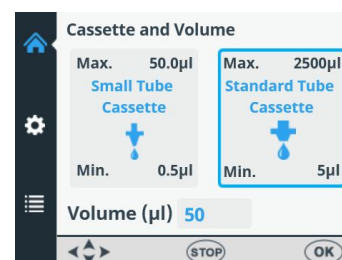 Cassette and Volume
Max. 50.0µl
Small Tube
Cassette
Min. 0.5µl
Max. 2500µl
Standard Tube
Cassette
Min. 5µl
Volume (µl) 50
STOP OK